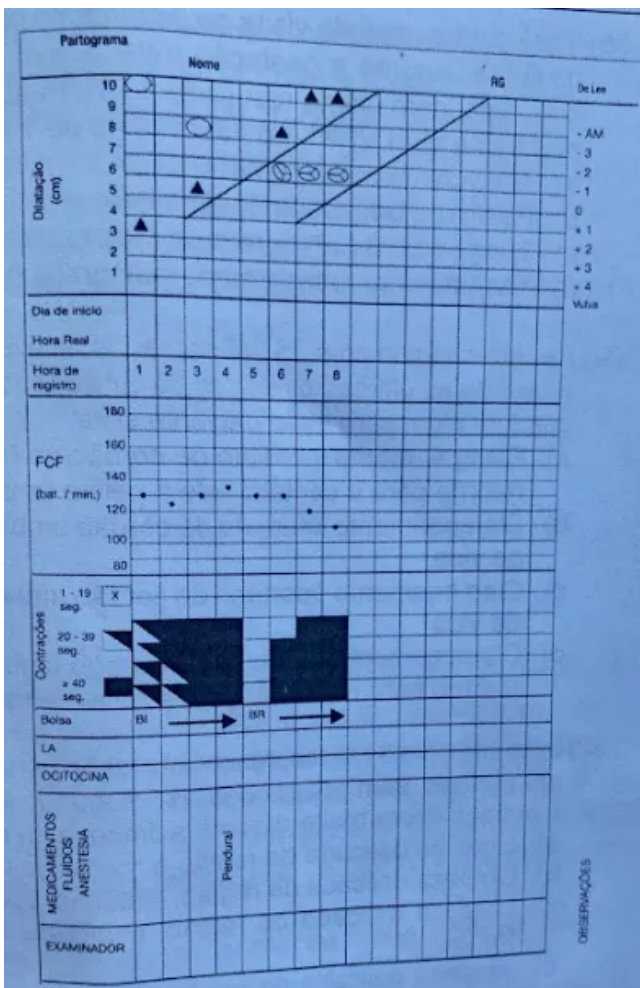 Partograma
Nome
RG
De Lee
10
9
8
7
6
5
4
3
2
1
Dilatação
(cm)
- AM
- 3
- 2
- 1
0
+ 1
+ 2
+ 3
+ 4
Vulva
Dia de início
Hora Real
Hora de
registro
1 2 3 4 5 6 7 8
FCF
(bat. / min.)
180
160
140
120
100
80
Contrações
1 - 19
seg.
X
20 - 39
seg.
≥ 40
seg.
Bolsa BI BR
LA
OCITOCINA
MEDICAMENTOS
FLUÍDOS
ANESTESIA
Peridural
EXAMINADOR
OBSERVAÇÕES